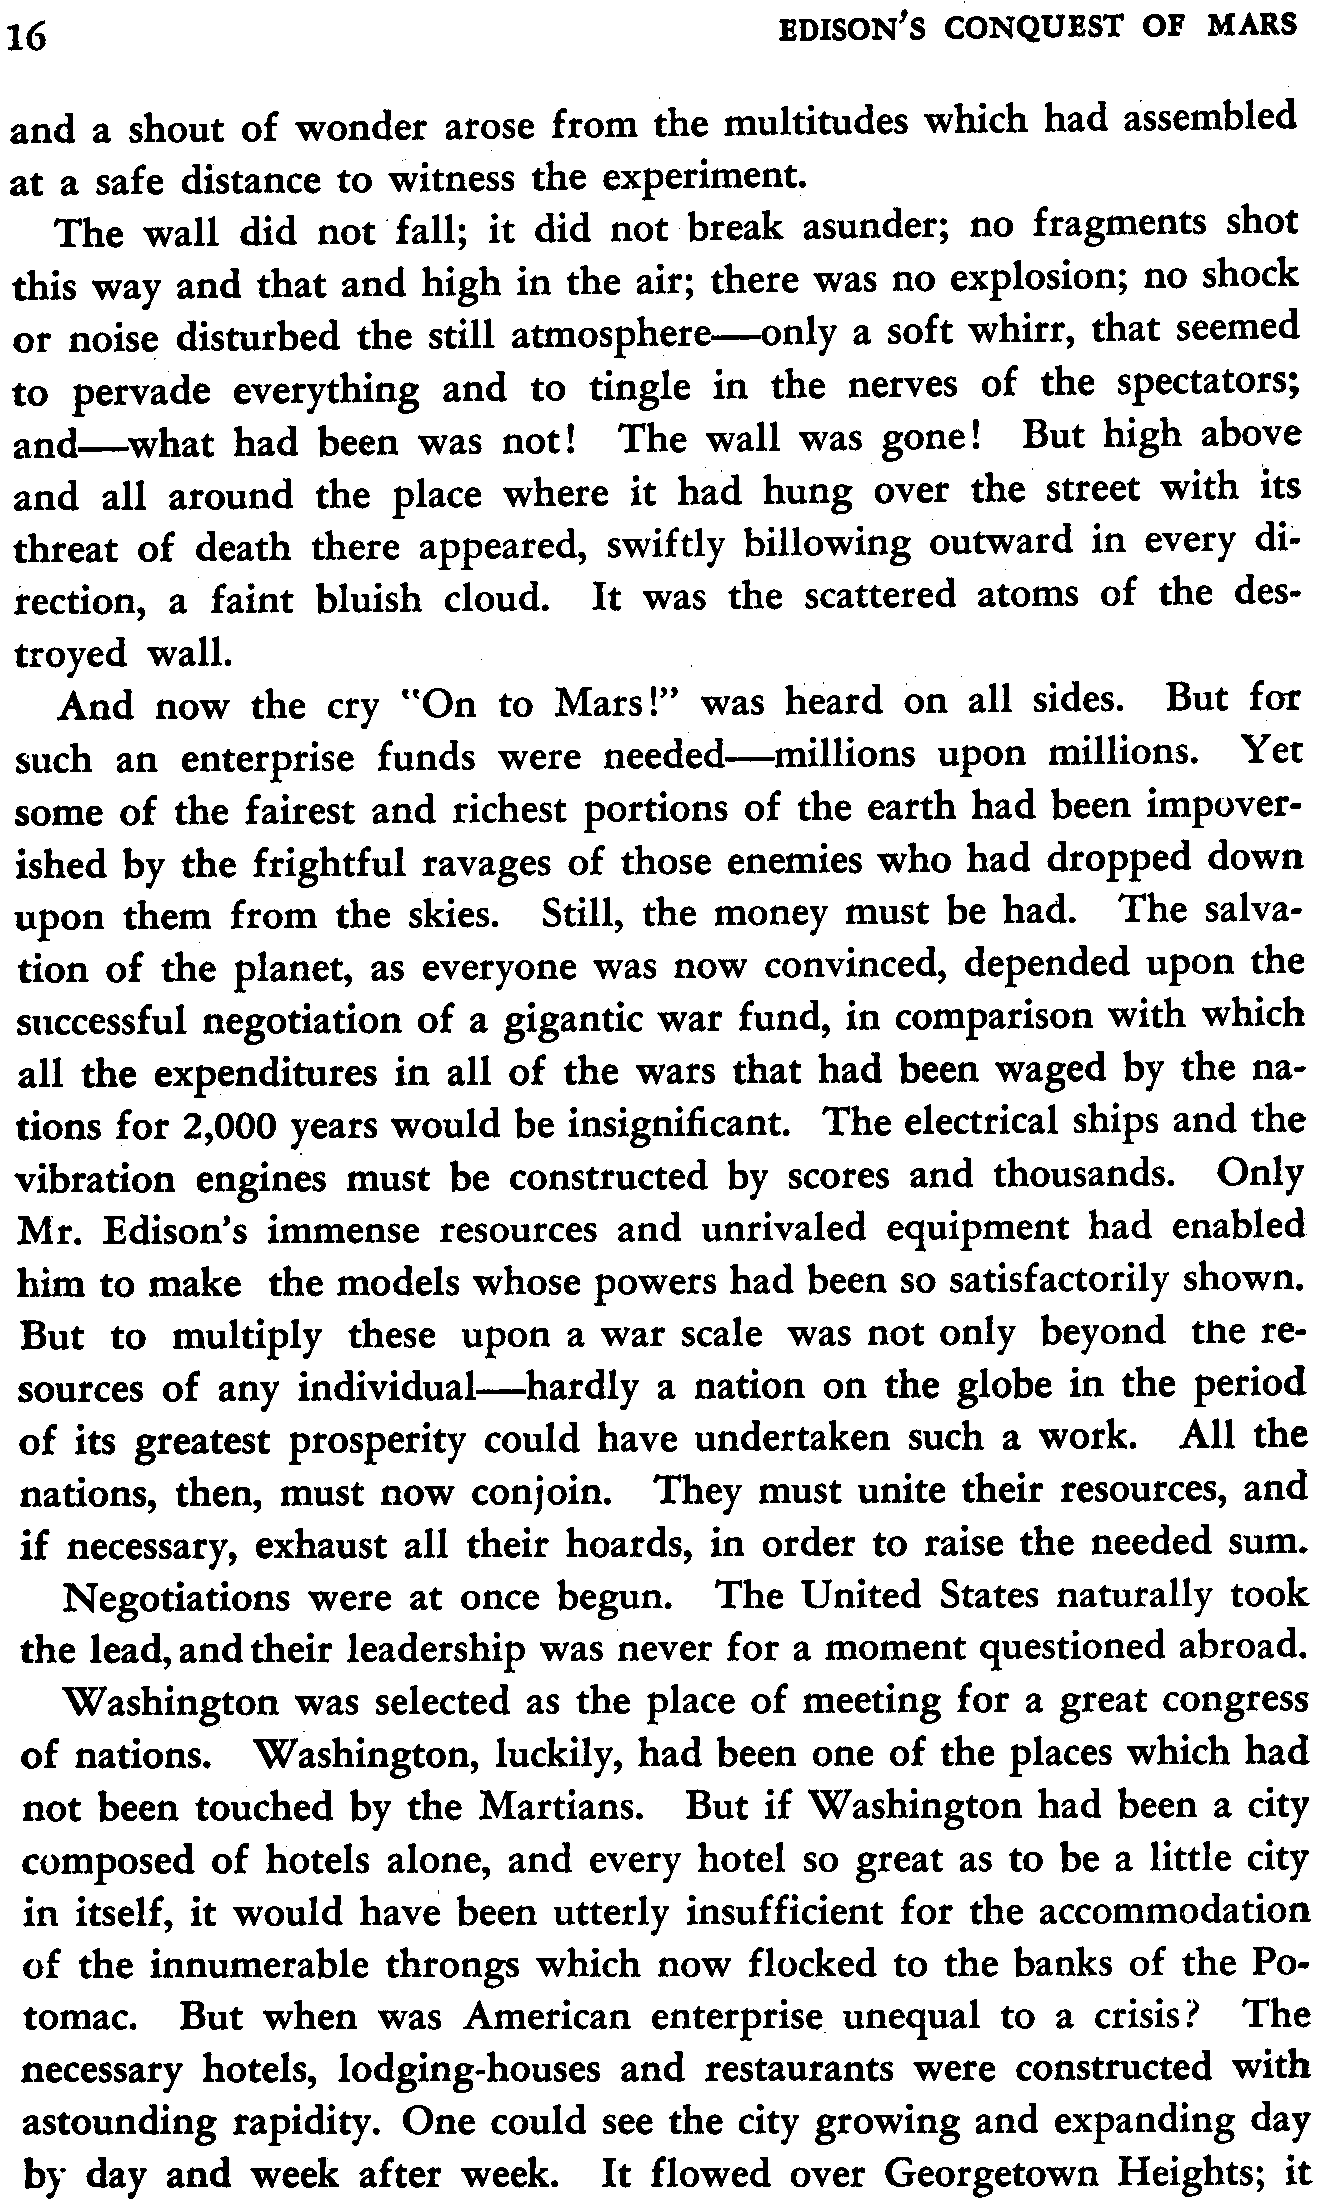 16 EDISON'S CONQUEST OF MARS
and a shout of wonder arose from the multitudes which had assembled
at a safe distance to witness the experiment.
The wall did not fall; it did not break asunder; no fragments shot
this way and that and high in the air; there was no explosion; no shock
or noise disturbed the still atmosphere—only a soft whirr, that seemed
to pervade everything and to tingle in the nerves of the spectators;
and—what had been was not! The wall was gone! But high above
and all around the place where it had hung over the street with its
threat of death there appeared, swiftly billowing outward in every di-
rection, a faint bluish cloud. It was the scattered atoms of the des-
troyed wall.
And now the cry "On to Mars!" was heard on all sides. But for
such an enterprise funds were needed—millions upon millions. Yet
some of the fairest and richest portions of the earth had been impover-
ished by the frightful ravages of those enemies who had dropped down
upon them from the skies. Still, the money must be had. The salva-
tion of the planet, as everyone was now convinced, depended upon the
successful negotiation of a gigantic war fund, in comparison with which
all the expenditures in all of the wars that had been waged by the na-
tions for 2,000 years would be insignificant. The electrical ships and the
vibration engines must be constructed by scores and thousands. Only
Mr. Edison's immense resources and unrivaled equipment had enabled
him to make the models whose powers had been so satisfactorily shown.
But to multiply these upon a war scale was not only beyond the re-
sources of any individual—hardly a nation on the globe in the period
of its greatest prosperity could have undertaken such a work. All the
nations, then, must now conjoin. They must unite their resources, and
if necessary, exhaust all their hoards, in order to raise the needed sum.
Negotiations were at once begun. The United States naturally took
the lead, and their leadership was never for a moment questioned abroad.
Washington was selected as the place of meeting for a great congress
of nations. Washington, luckily, had been one of the places which had
not been touched by the Martians. But if Washington had been a city
composed of hotels alone, and every hotel so great as to be a little city
in itself, it would have been utterly insufficient for the accommodation
of the innumerable throngs which now flocked to the banks of the Po-
tomac. But when was American enterprise unequal to a crisis? The
necessary hotels, lodging-houses and restaurants were constructed with
astounding rapidity. One could see the city growing and expanding day
by day and week after week. It flowed over Georgetown Heights; it